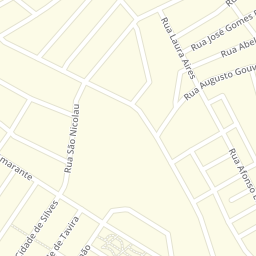 Rua Laura Aires
Rua José Gomes
Rua Abel
Rua Augusto Gouv
Rua São Nicolau
Rua Afonso
marante
Cidade de Silves
de Tavira